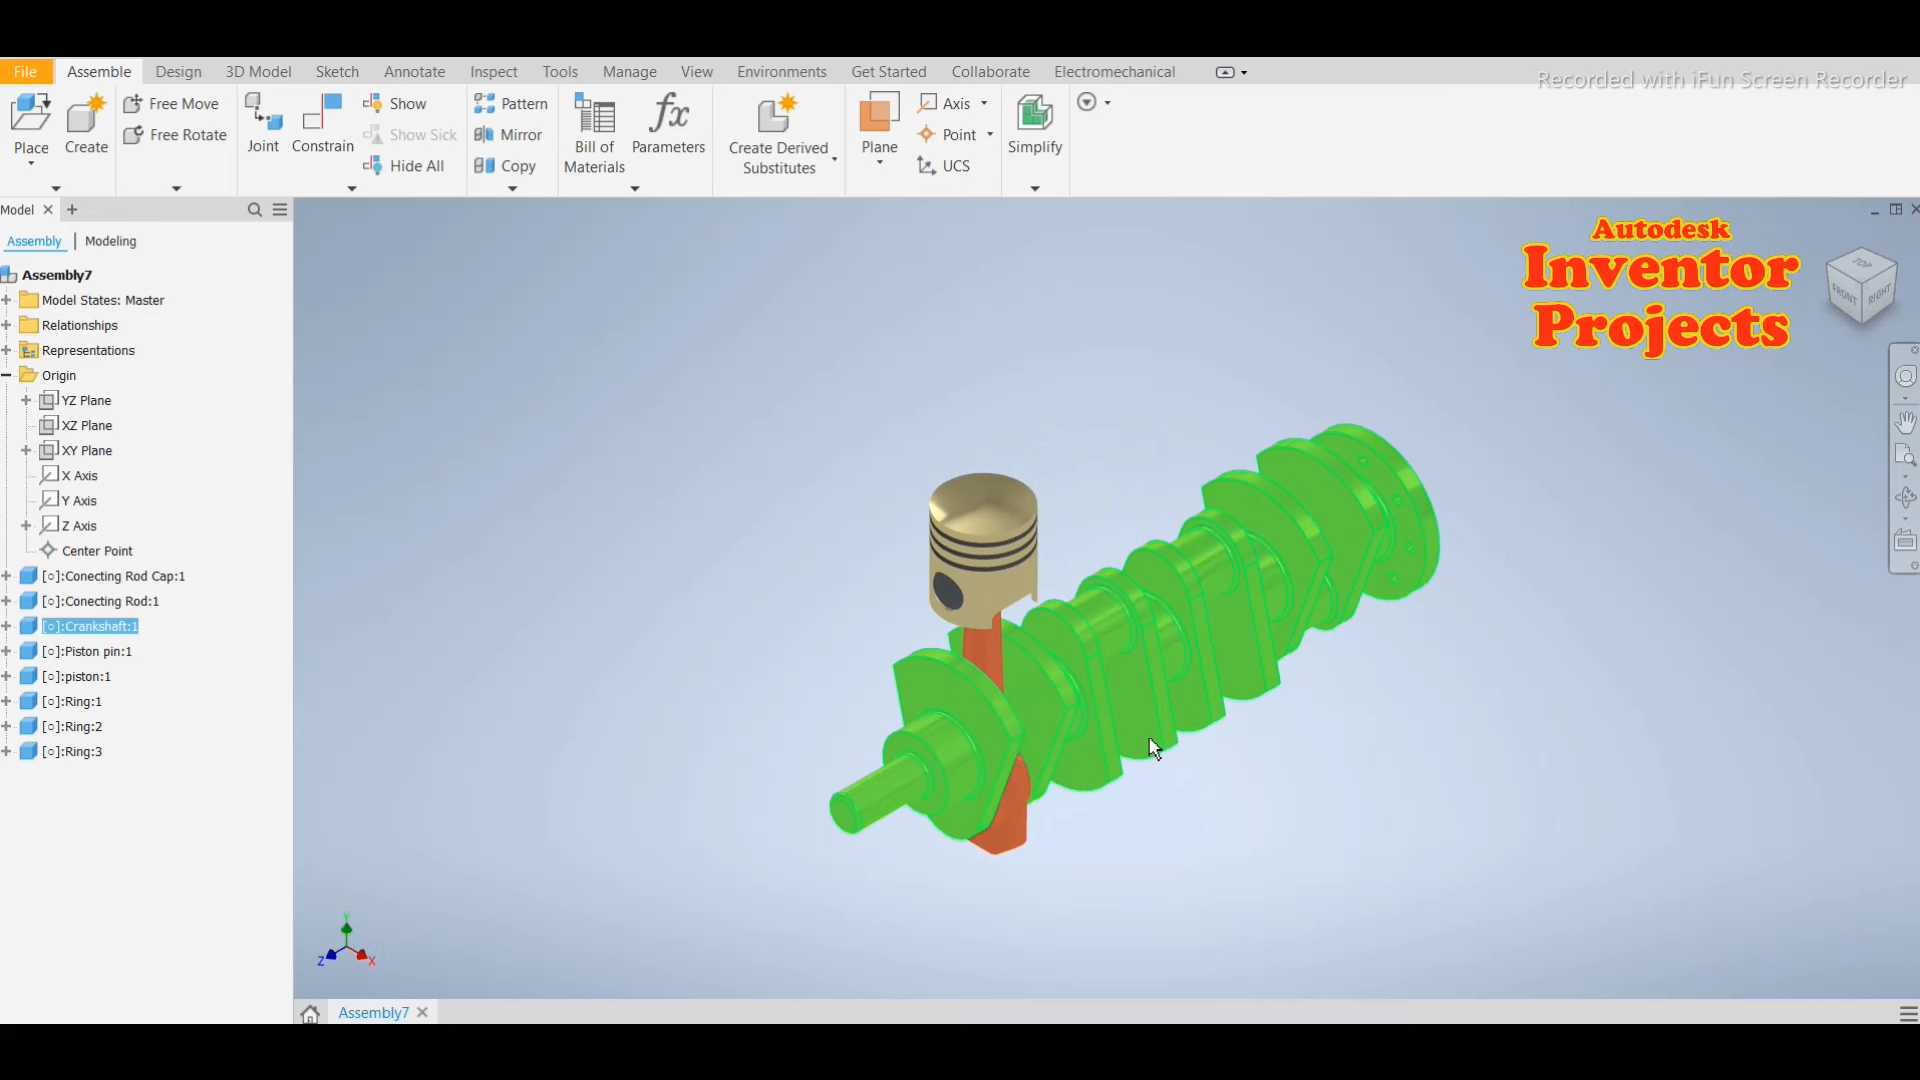 File Assemble Design 3D Model Sketch Annotate Inspect Tools Manage View Environments Get Started Collaborate Electromechanical
Recorded with iFun Screen Recorder
Place
Create
Free Move
Free Rotate
Joint
Constrain
Show
Show Sick
Hide All
Pattern
Mirror
Copy
Bill of
Materials
fx
Parameters
Create Derived
Substitutes
Plane
Axis
Point
UCS
Simplify
Model
Assembly | Modeling
Assembly7
Model States: Master
Relationships
Representations
Origin
YZ Plane
XZ Plane
XY Plane
X Axis
Y Axis
Z Axis
Center Point
[○]:Conecting Rod Cap:1
[○]:Conecting Rod:1
[○]:Crankshaft:1
[○]:Piston pin:1
[○]:piston:1
[○]:Ring:1
[○]:Ring:2
[○]:Ring:3
Autodesk
Inventor
Projects
TOP
FRONT
RIGHT
Y
Z
X
Assembly7